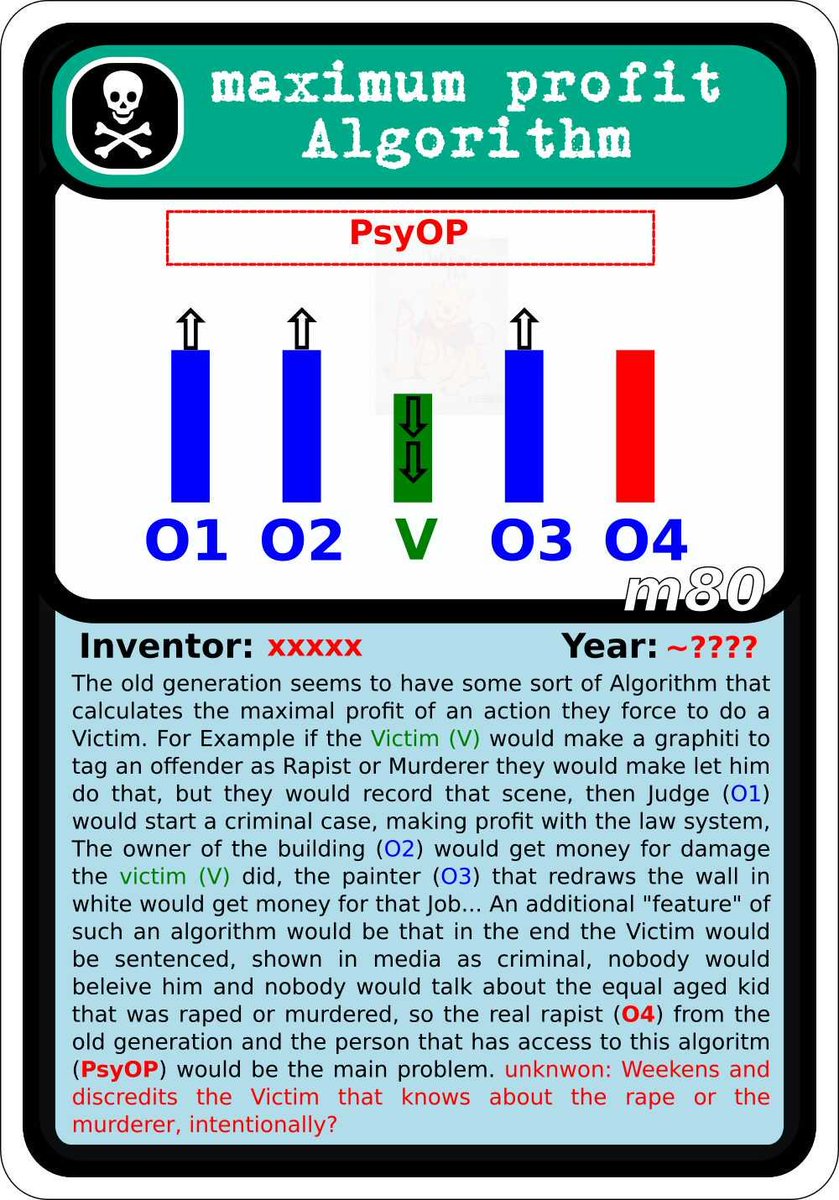 maximum profit
Algorithm
PsyOP
O1 O2 V O3 O4
m80
Inventor: xxxxx Year: ~????
The old generation seems to have some sort of Algorithm that
calculates the maximal profit of an action they force to do a
Victim. For Example if the Victim (V) would make a graphiti to
tag an offender as Rapist or Murderer they would make let him
do that, but they would record that scene, then Judge (O1)
would start a criminal case, making profit with the law system,
The owner of the building (O2) would get money for damage
the victim (V) did, the painter (O3) that redraws the wall in
white would get money for that Job... An additional "feature" of
such an algorithm would be that in the end the Victim would
be sentenced, shown in media as criminal, nobody would
beleive him and nobody would talk about the equal aged kid
that was raped or murdered, so the real rapist (O4) from the
old generation and the person that has access to this algoritm
(PsyOP) would be the main problem. unknwon: Weekens and
discredits the Victim that knows about the rape or the
murderer, intentionally?